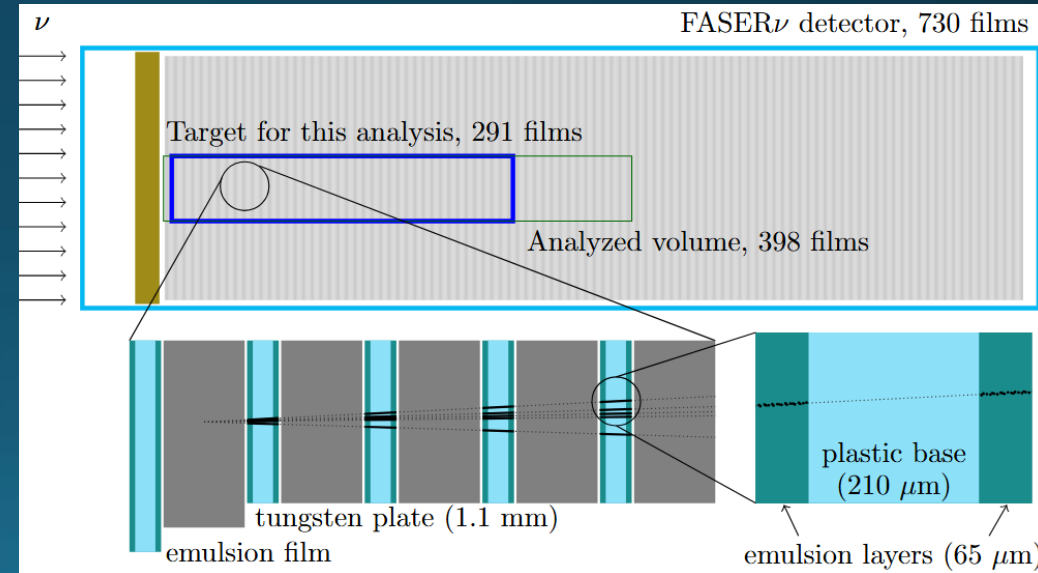 ν
FASERν detector, 730 films
Target for this analysis, 291 films
Analyzed volume, 398 films
plastic base
(210 μm)
tungsten plate (1.1 mm)
emulsion film
emulsion layers (65 μm)